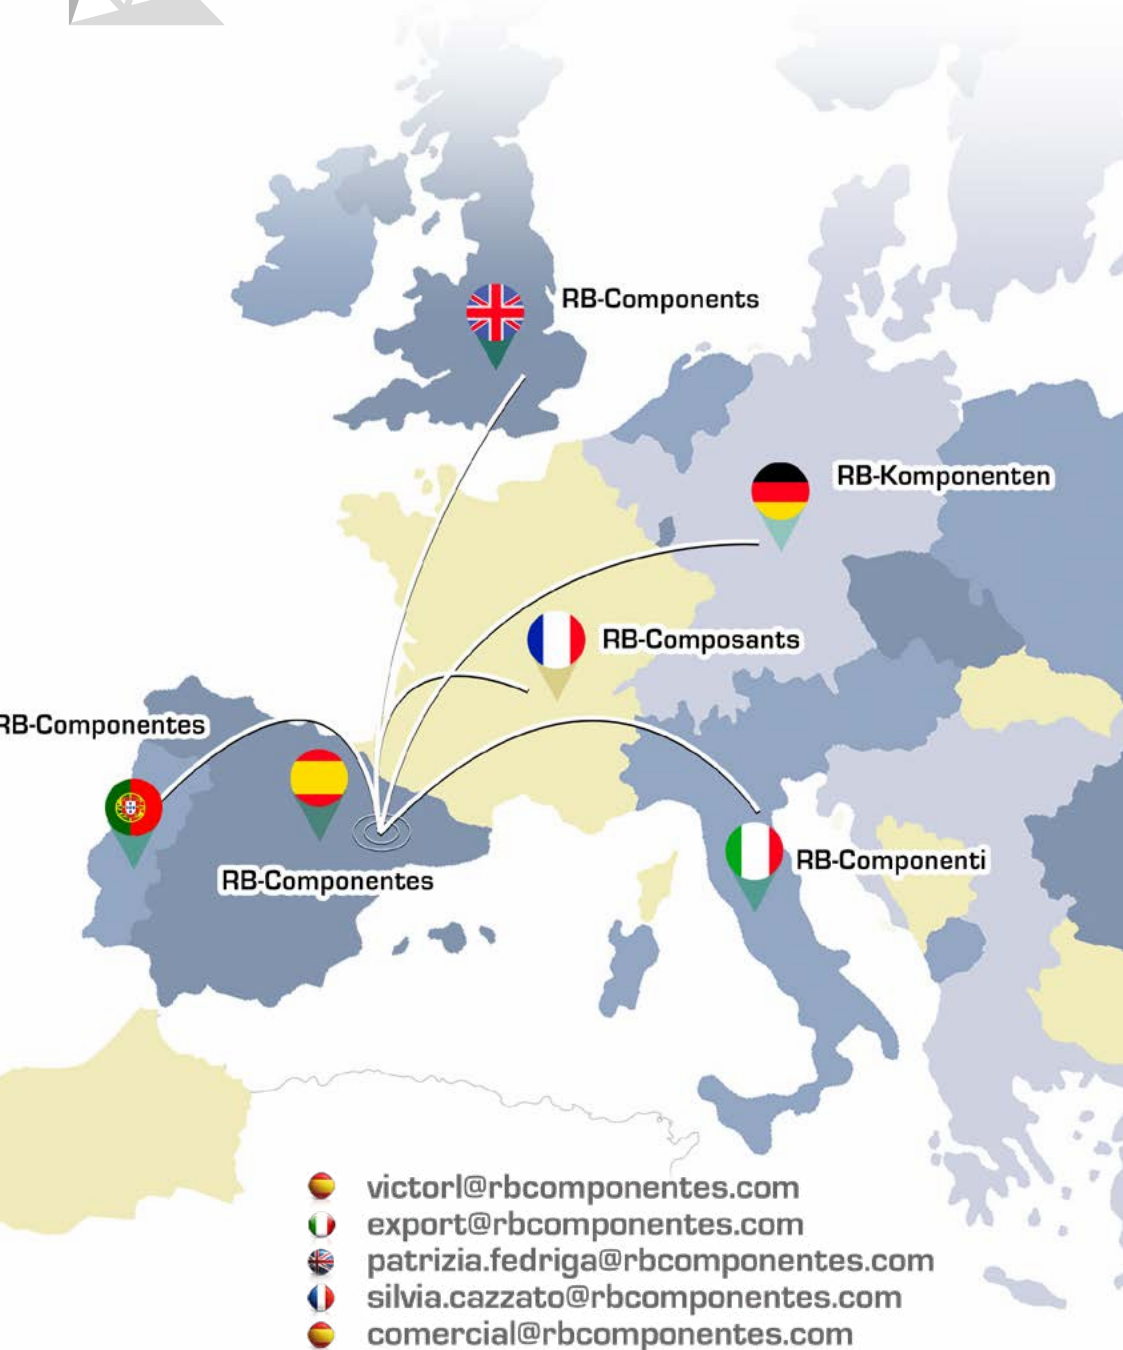 RB-Components
RB-Komponenten
RB-Composants
RB-Componentes
RB-Componenti
RB-Componentes
victorl@rbcomponentes.com
export@rbcomponentes.com
patrizia.fedriga@rbcomponentes.com
silvia.cazzato@rbcomponentes.com
comercial@rbcomponentes.com